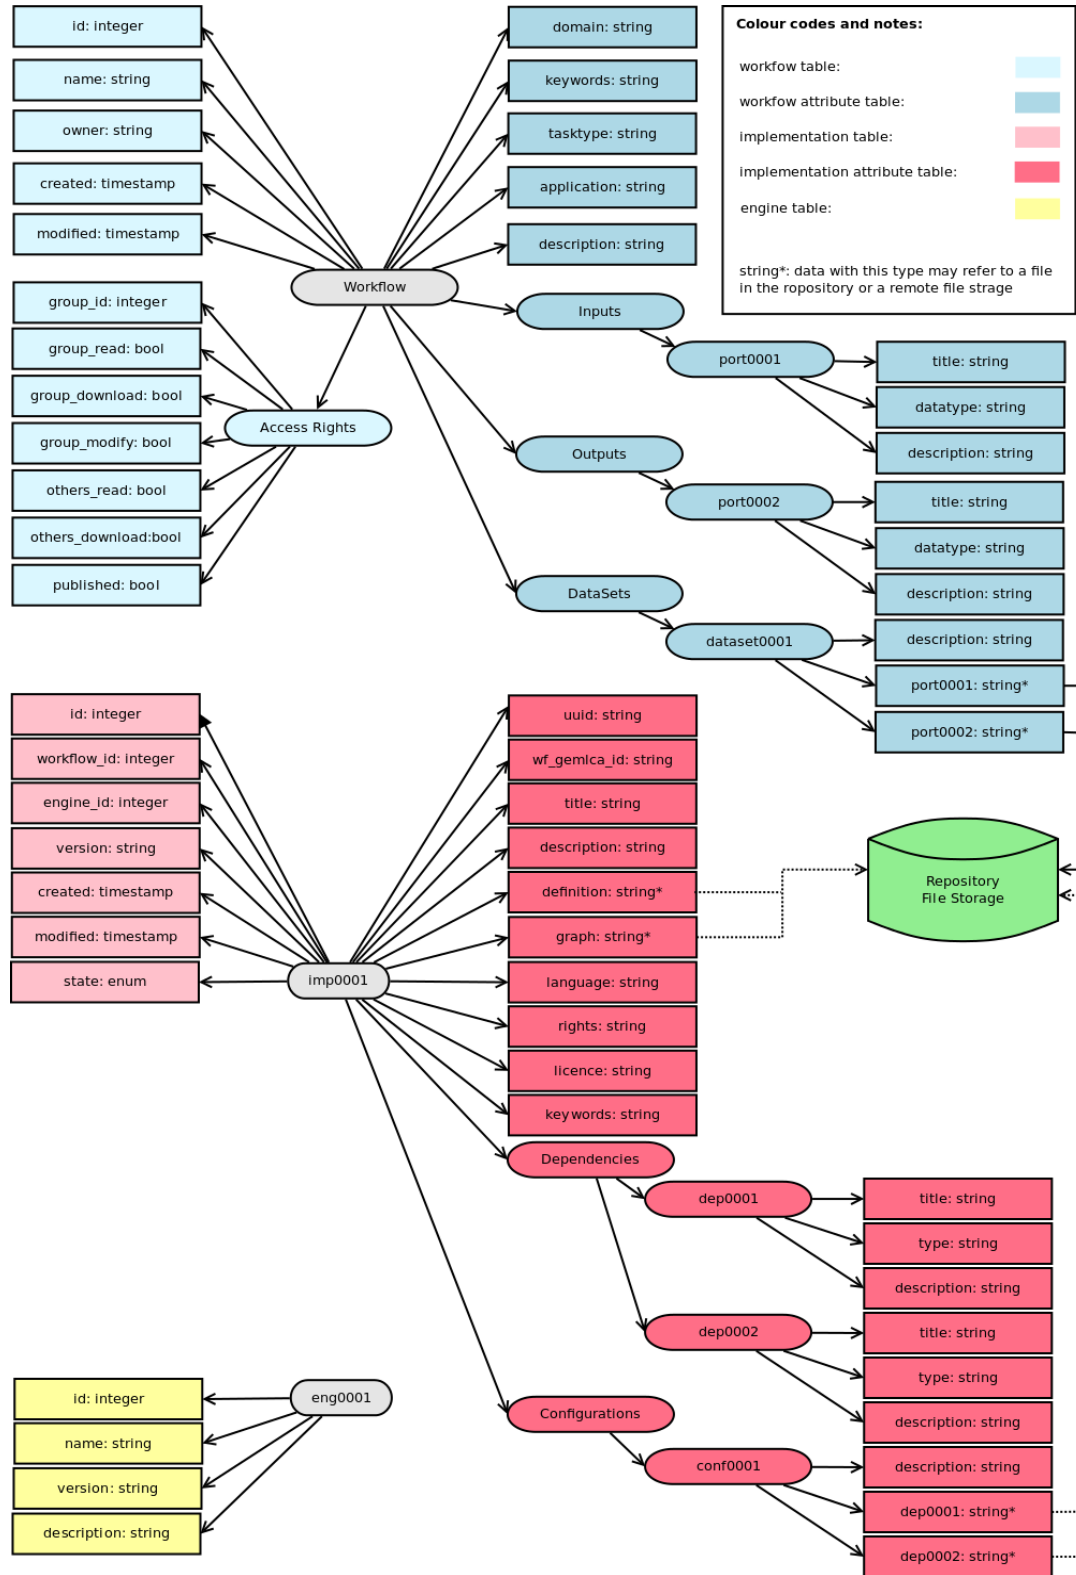 id: integer
name: string
owner: string
created: timestamp
modified: timestamp
group_id: integer
group_read: bool
group_download: bool
group_modify: bool
others_read: bool
others_download:bool
published: bool
Workflow
Access Rights
domain: string
keywords: string
tasktype: string
application: string
description: string
Inputs
port0001
title: string
datatype: string
description: string
Outputs
port0002
title: string
datatype: string
description: string
DataSets
dataset0001
description: string
port0001: string*
port0002: string*
Colour codes and notes:
workfow table:
workfow attribute table:
implementation table:
implementation attribute table:
engine table:
string*: data with this type may refer to a file
in the ropository or a remote file strage
id: integer
workflow_id: integer
engine_id: integer
version: string
created: timestamp
modified: timestamp
state: enum
imp0001
uuid: string
wf_gemlca_id: string
title: string
description: string
definition: string*
graph: string*
language: string
rights: string
licence: string
keywords: string
Repository
File Storage
Dependencies
dep0001
title: string
type: string
description: string
dep0002
title: string
type: string
description: string
Configurations
conf0001
description: string
dep0001: string*
dep0002: string*
eng0001
id: integer
name: string
version: string
description: string